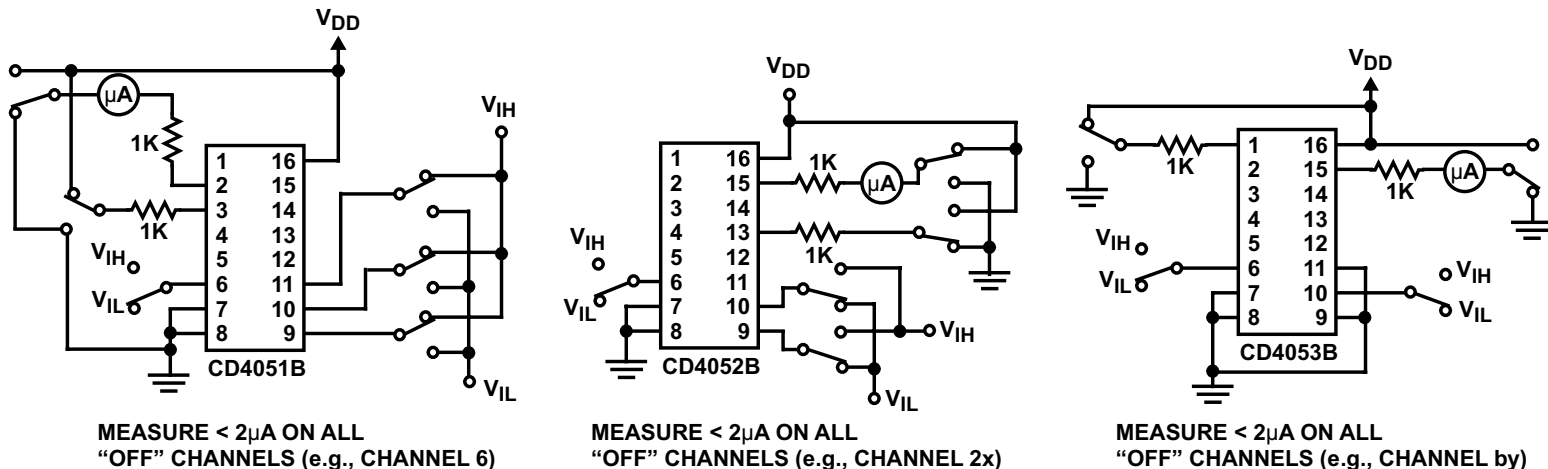 VDD
µA
1K
1K
1 16
2 15
3 14
4 13
5 12
6 11
7 10
8 9
CD4051B
VIH
VIL
VIH
VIL
MEASURE < 2µA ON ALL
“OFF” CHANNELS (e.g., CHANNEL 6)
VDD
1K
µA
1K
1 16
2 15
3 14
4 13
5 12
6 11
7 10
8 9
CD4052B
VIH
VIL
VIH
VIL
MEASURE < 2µA ON ALL
“OFF” CHANNELS (e.g., CHANNEL 2x)
VDD
1K
1K
µA
1 16
2 15
3 14
4 13
5 12
6 11
7 10
8 9
CD4053B
VIH
VIL
VIH
VIL
MEASURE < 2µA ON ALL
“OFF” CHANNELS (e.g., CHANNEL by)